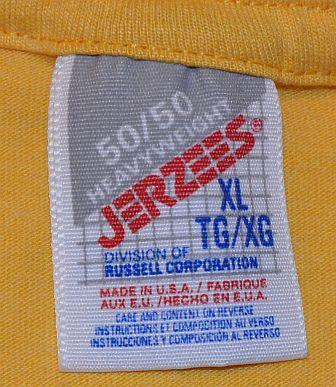 50/50
HEAVYWEIGHT
JERZEES®
XL
TG/XG
DIVISION OF
RUSSELL CORPORATION
MADE IN U.S.A. / FABRIQUE
AUX E.U. /HECHO EN E.U.A.
CARE AND CONTENT ON REVERSE
INSTRUCTIONS ET COMPOSITION AU VERSO
INSTRUCCIONES Y COMPOSICION AL REVERSO